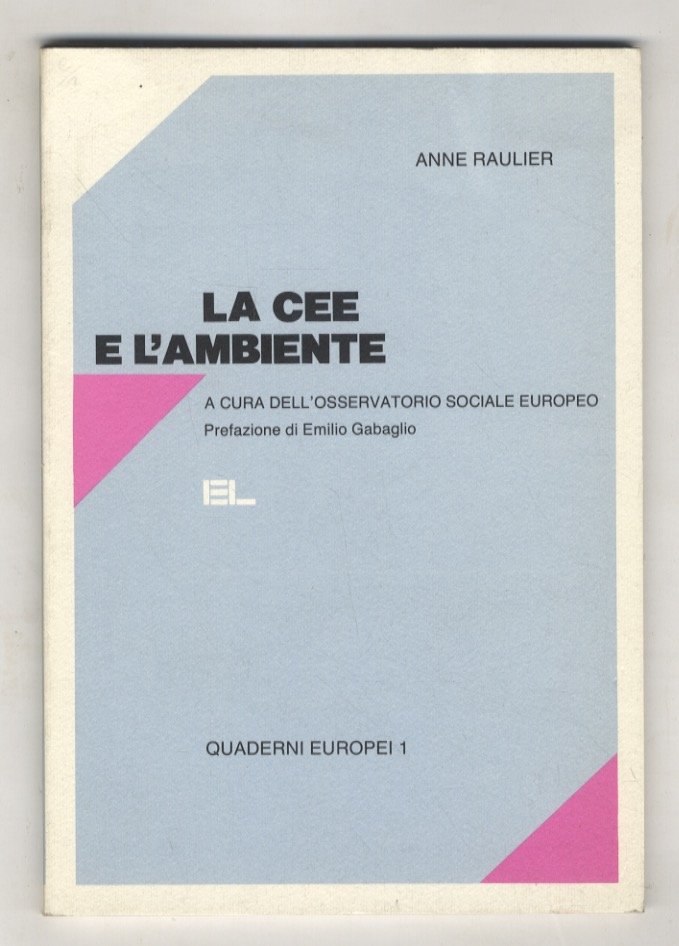 ANNE RAULIER
LA CEE
E L'AMBIENTE
A CURA DELL'OSSERVATORIO SOCIALE EUROPEO
Prefazione di Emilio Gabaglio
EL
QUADERNI EUROPEI 1